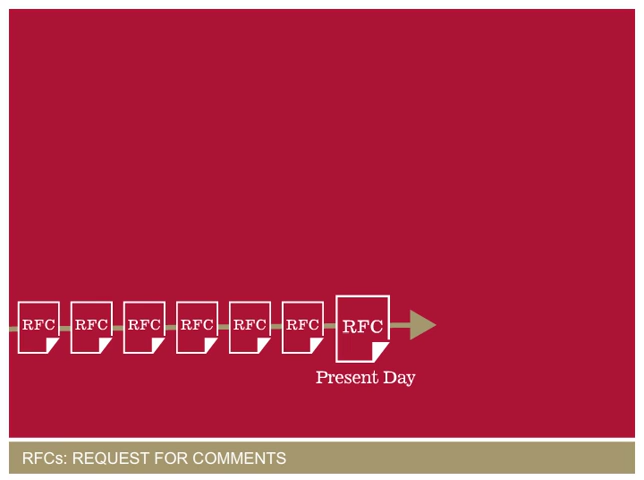 RFC RFC RFC RFC RFC RFC RFC
Present Day
RFCs: REQUEST FOR COMMENTS